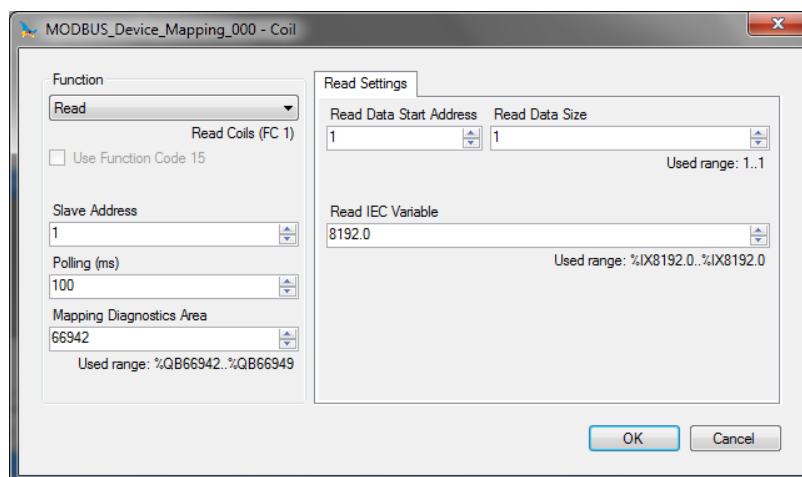 MODBUS_Device_Mapping_000 - Coil
Function
Read
Read Coils (FC 1)
Use Function Code 15
Slave Address
1
Polling (ms)
100
Mapping Diagnostics Area
66942
Used range: %QB66942..%QB66949
Read Settings
Read Data Start Address Read Data Size
1 1
Used range: 1..1
Read IEC Variable
8192.0
Used range: %IX8192.0..%IX8192.0
OK Cancel